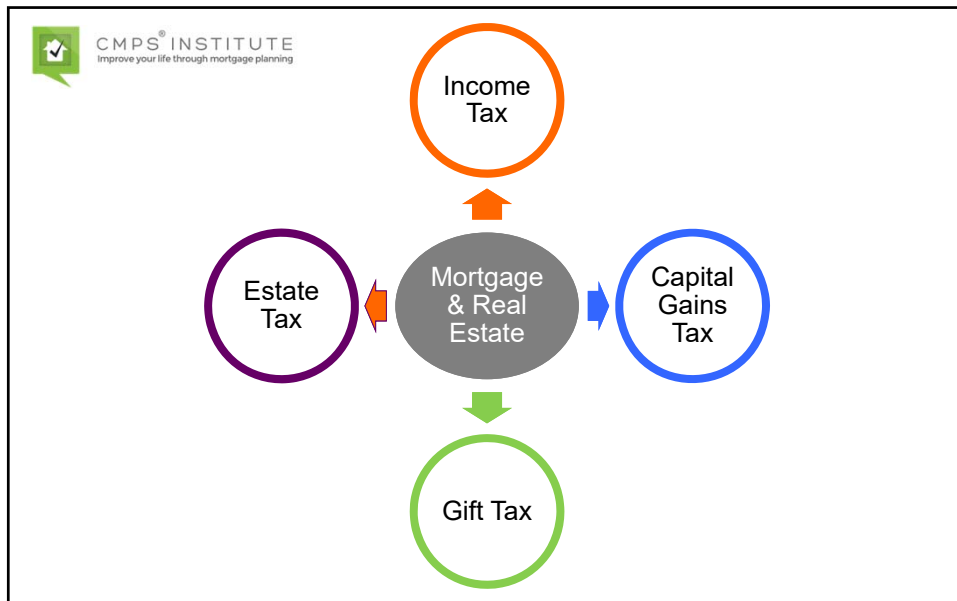 CMPS® INSTITUTE
Improve your life through mortgage planning
Income
Tax
Estate
Tax
Mortgage
& Real
Estate
Capital
Gains
Tax
Gift Tax